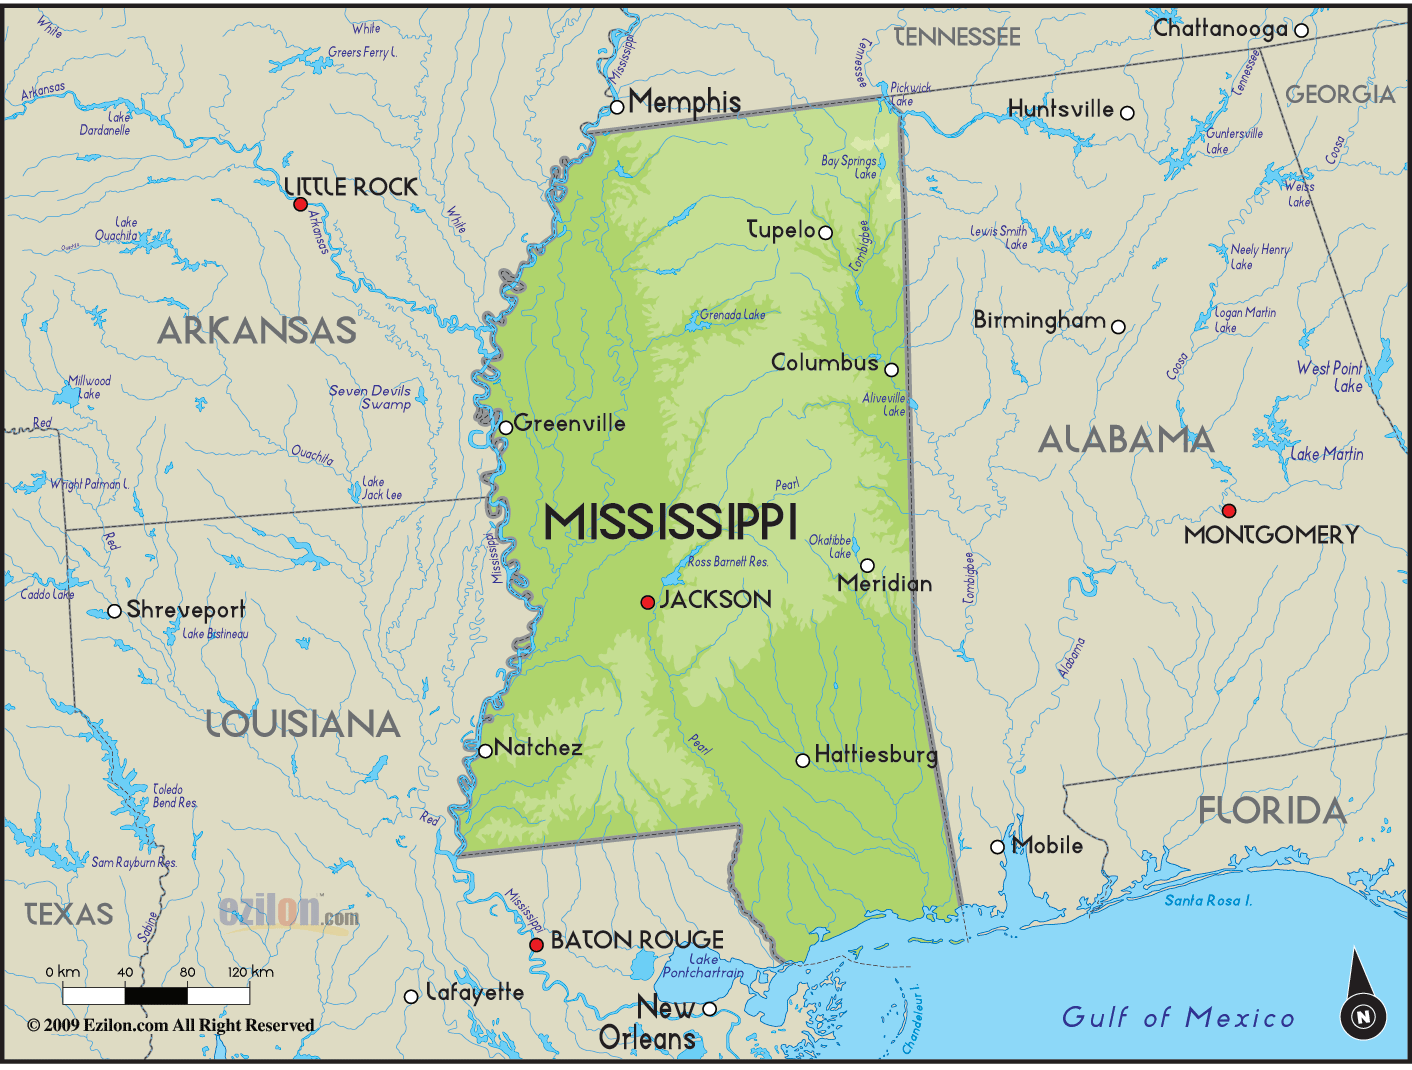 White
White
Greers Ferry l.
Mississippi
Tennessee
TENNESSEE
Chattanooga
Arkansas
Lake
Dardanelle
Memphis
Pickwick
Lake
Huntsville
Tennessee
GEORGIA
Guntersville
Lake
Coosa
LITTLE ROCK
Arkansas
White
Bay Springs
Lake
Weiss
Lake
Lake
Ouachita
Ouachita
Tupelo
Tombigbee
Lewis Smith
Lake
Neely Henry
Lake
ARKANSAS
Grenada Lake
Birmingham
Logan Martin
Lake
Columbus
Coosa
West Point
Lake
Millwood
Lake
Seven Devils
Swamp
Aliveville
Lake
Red
Greenville
ALABAMA
Ouachita
Lake Martin
Wright Patman l.
Lake
Jack Lee
Pearl
MISSISSIPPI
MONTGOMERY
Red
Mississippi
Okatibbe
Lake
Ross Barnett Res.
Meridian
Tombigbee
Caddo Lake
Shreveport
JACKSON
Lake Bistineau
Alabama
LOUISIANA
Natchez
Pearl
Hattiesburg
Toledo
Bend Res.
Red
FLORIDA
Mobile
Sam Rayburn Res.
TEXAS
Sabine
ezilon.com
Mississippi
Santa Rosa I.
BATON ROUGE
Lake
Pontchartrain
0 km 40 80 120 km
Lafayette
New
Orleans
Chandeleur I.
Gulf of Mexico
N
© 2009 Ezilon.com All Right Reserved